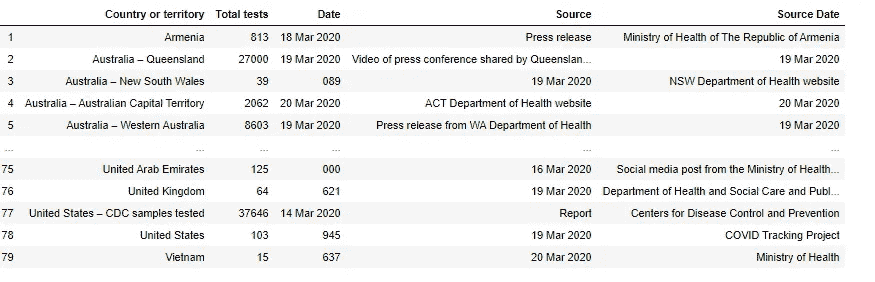 Country or territory Total tests Date Source Source Date
1 Armenia 813 18 Mar 2020 Press release Ministry of Health of The Republic of Armenia
2 Australia – Queensland 27000 19 Mar 2020 Video of press conference shared by Queenslan... 19 Mar 2020
3 Australia – New South Wales 39 089 19 Mar 2020 NSW Department of Health website
4 Australia – Australian Capital Territory 2062 20 Mar 2020 ACT Department of Health website 20 Mar 2020
5 Australia – Western Australia 8603 19 Mar 2020 Press release from WA Department of Health 19 Mar 2020
... ... ... ... ... ...
75 United Arab Emirates 125 000 16 Mar 2020 Social media post from the Ministry of Health...
76 United Kingdom 64 621 19 Mar 2020 Department of Health and Social Care and Publ...
77 United States – CDC samples tested 37646 14 Mar 2020 Report Centers for Disease Control and Prevention
78 United States 103 945 19 Mar 2020 COVID Tracking Project
79 Vietnam 15 637 20 Mar 2020 Ministry of Health